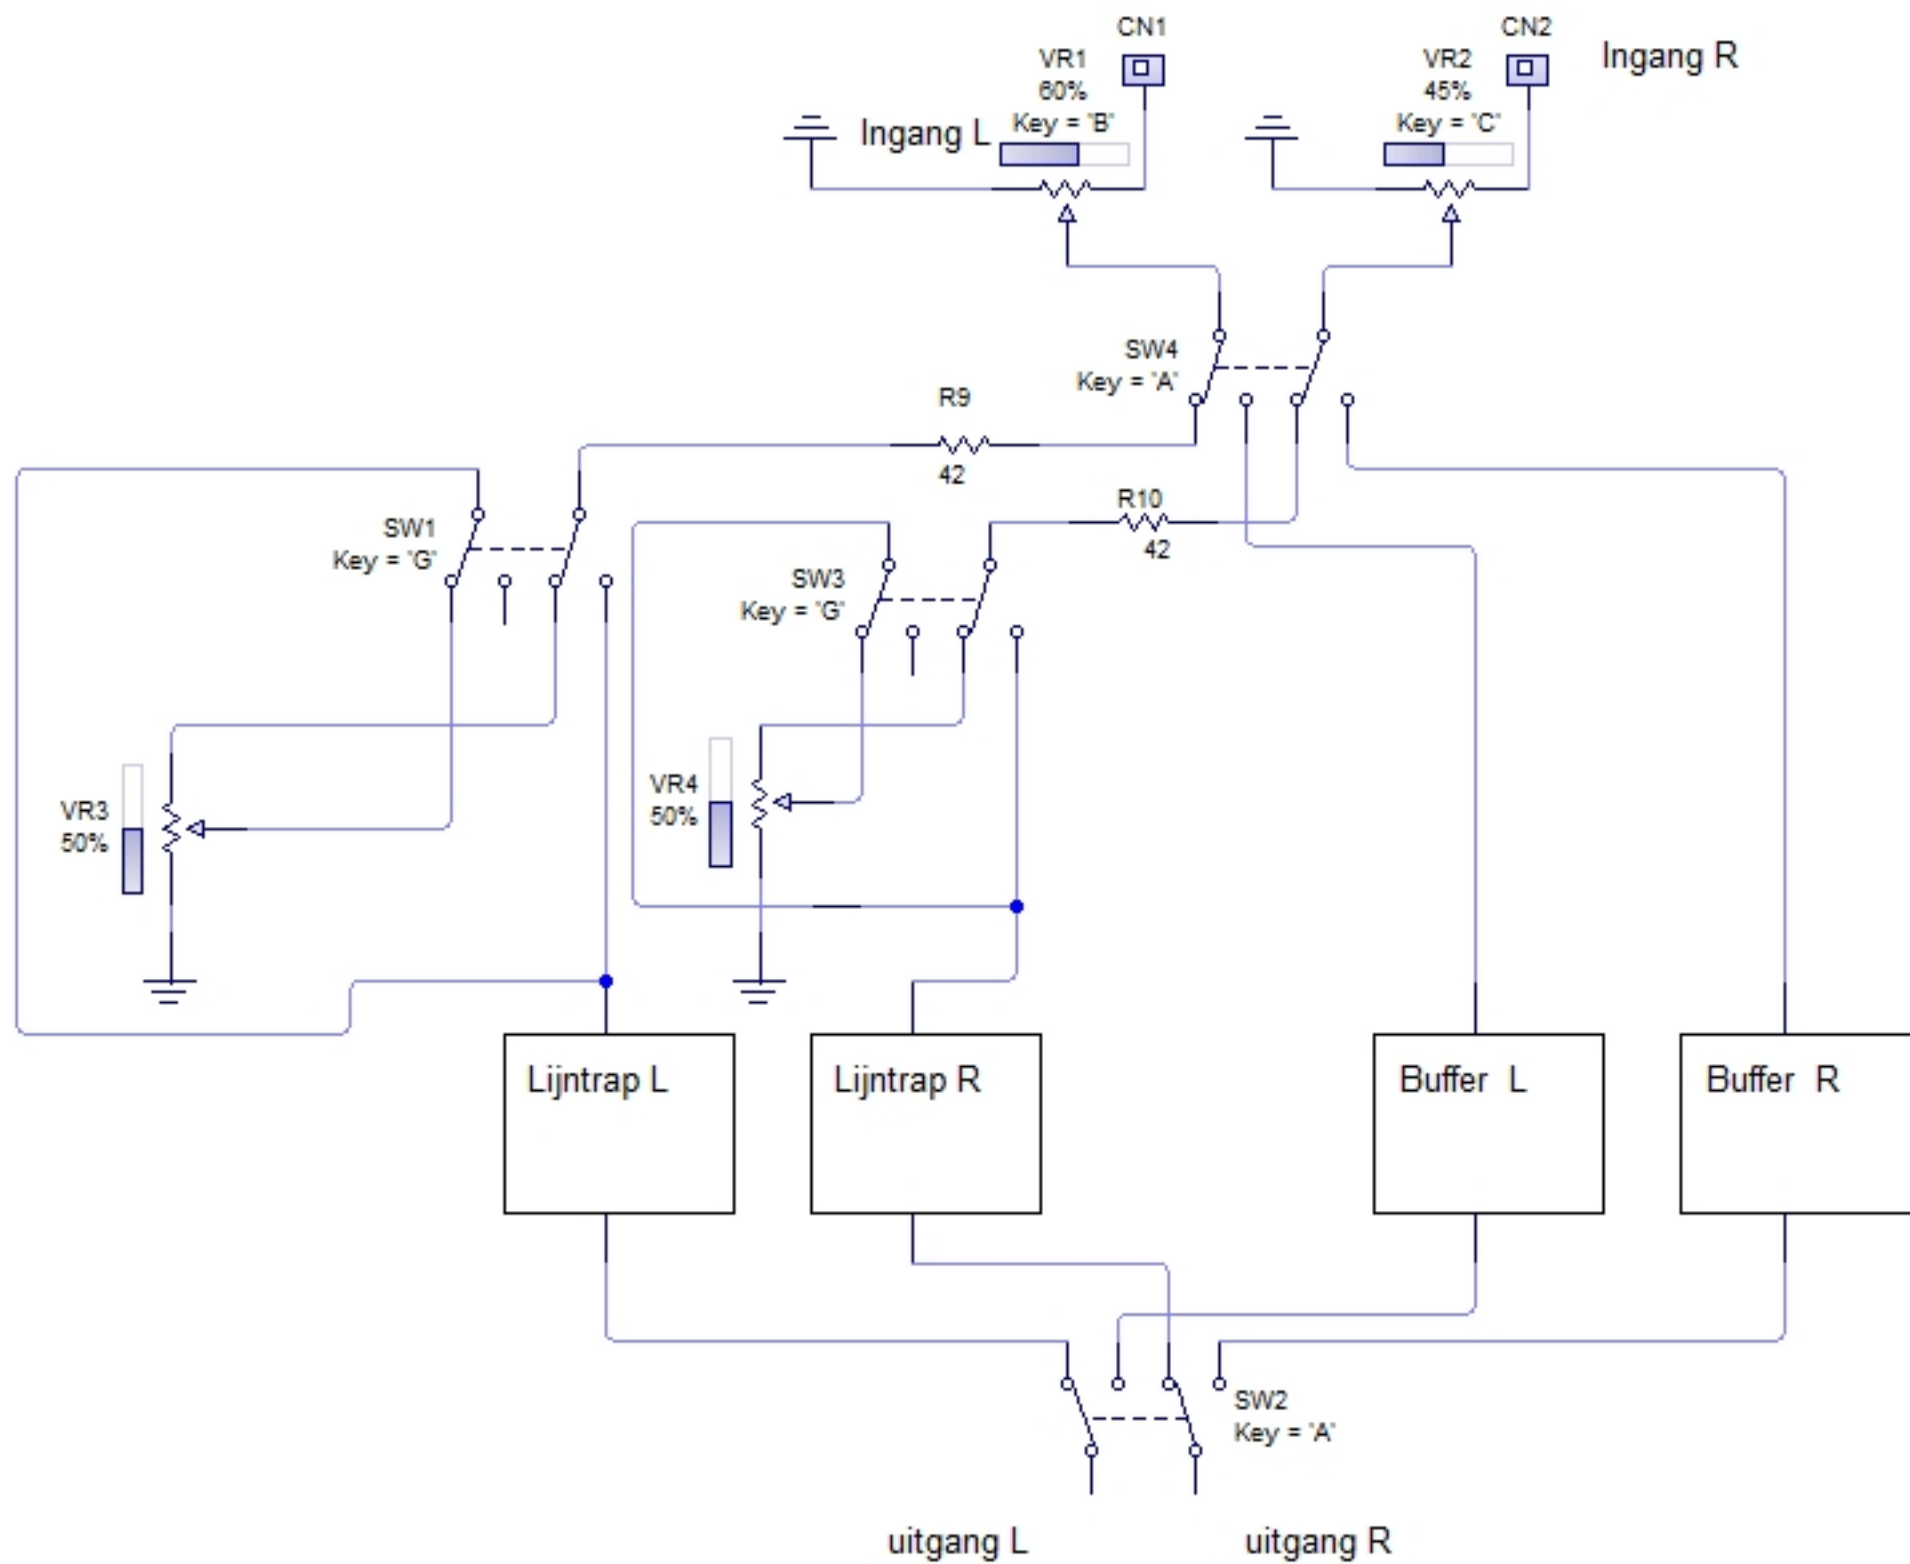 CN1
CN2
VR1
60%
Key = 'B'
VR2
45%
Key = 'C'
Ingang R
Ingang L
SW4
Key = 'A'
R9
42
R10
42
SW1
Key = 'G'
SW3
Key = 'G'
VR3
50%
VR4
50%
Lijntrap L
Lijntrap R
Buffer L
Buffer R
SW2
Key = 'A'
uitgang L
uitgang R